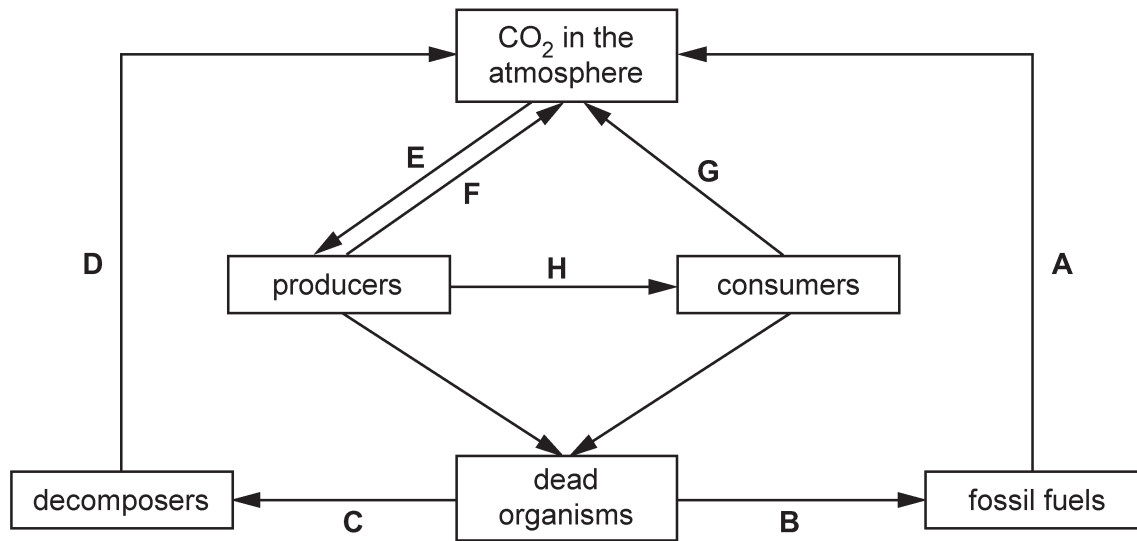 CO₂ in the
atmosphere
E
F
G
D
A
producers
H
consumers
decomposers
C
dead
organisms
B
fossil fuels